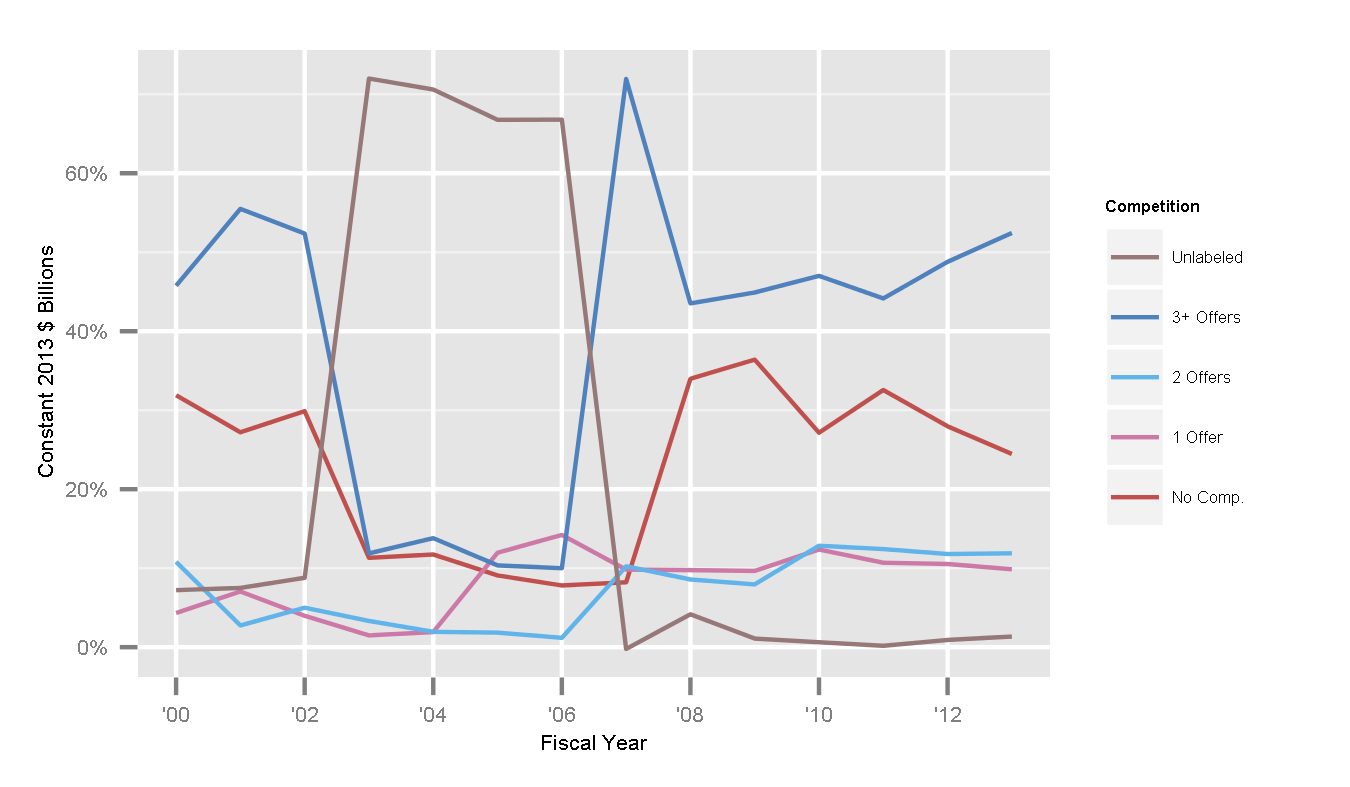 60%
40%
20%
0%
Constant 2013 $ Billions
'00
'02
'04
'06
'08
'10
'12
Fiscal Year
Competition
Unlabeled
3+ Offers
2 Offers
1 Offer
No Comp.